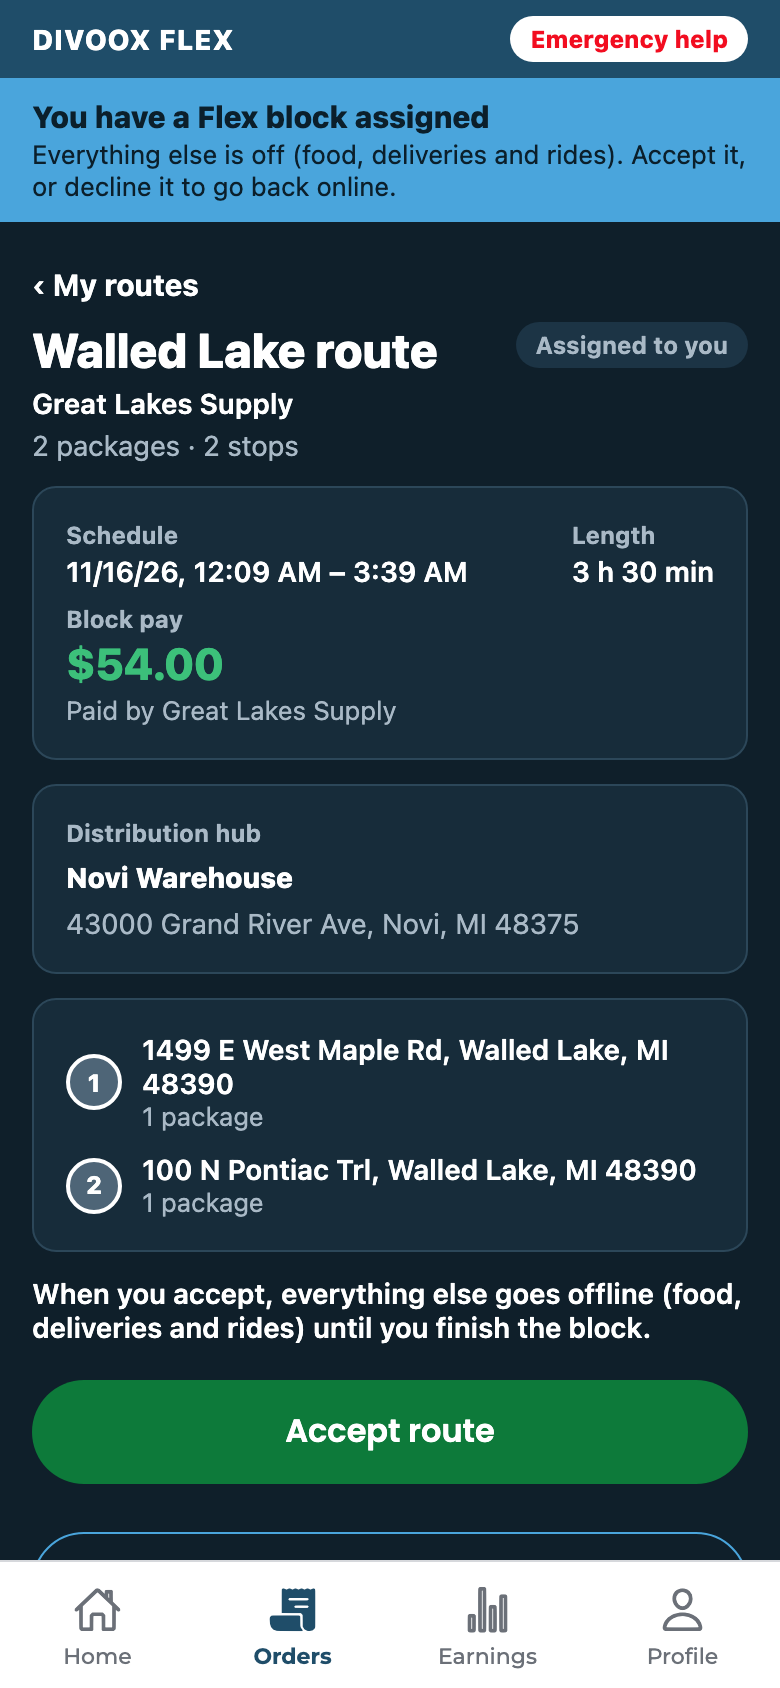 DIVOOX FLEX
Emergency help
You have a Flex block assigned
Everything else is off (food, deliveries and rides). Accept it,
or decline it to go back online.
‹ My routes
Walled Lake route
Assigned to you
Great Lakes Supply
2 packages · 2 stops
Schedule
Length
11/16/26, 12:09 AM – 3:39 AM
3 h 30 min
Block pay
$54.00
Paid by Great Lakes Supply
Distribution hub
Novi Warehouse
43000 Grand River Ave, Novi, MI 48375
1
1499 E West Maple Rd, Walled Lake, MI
48390
1 package
2
100 N Pontiac Trl, Walled Lake, MI 48390
1 package
When you accept, everything else goes offline (food,
deliveries and rides) until you finish the block.
Accept route
Home
Orders
Earnings
Profile